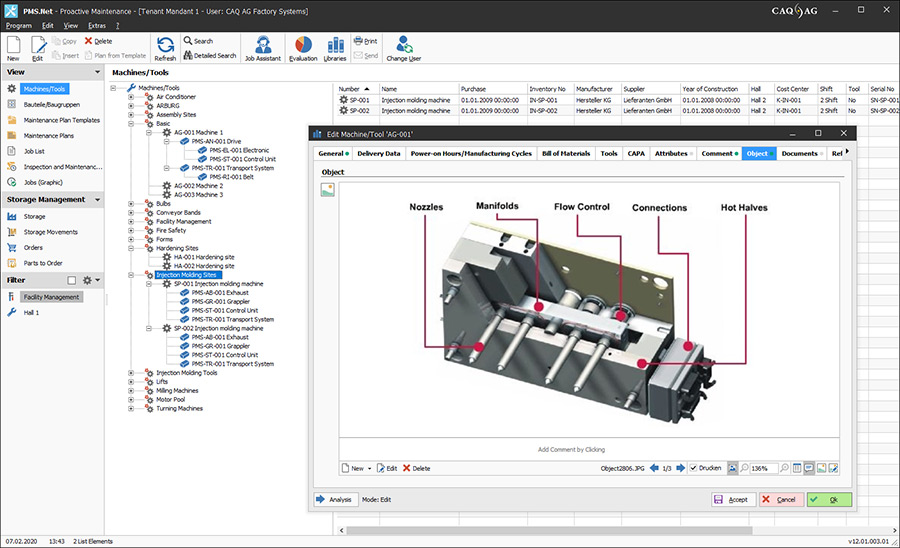 PMS.Net - Proactive Maintenance - [Tenant Mandant 1 - User: CAQ AG Factory Systems]
CAQ AG
Program Edit View Extras ?
New Edit Copy Insert Delete Plan from Template Refresh Search Detailed Search Job Assistant Evaluation Libraries Print Send Change User
View
Machines/Tools
Bauteile/Baugruppen
Maintenance Plan Templates
Maintenance Plans
Job List
Inspection and Maintenanc...
Jobs (Graphic)
Storage Management
Storage
Storage Movements
Orders
Parts to Order
Filter
Facility Management
Hall 1
Machines/Tools
Machines/Tools
Air Conditioner
ARBURG
Assembly Sites
Basic
AG-001 Machine 1
PMS-AN-001 Drive
PMS-EL-001 Electronic
PMS-ST-001 Control Unit
PMS-TR-001 Transport System
PMS-RI-001 Belt
AG-002 Machine 2
AG-003 Machine 3
Bulbs
Conveyor Bands
Facility Management
Fire Safety
Forms
Hardening Sites
HA-001 Hardening site
HA-002 Hardening site
Injection Molding Sites
SP-001 Injection molding machine
PMS-AB-001 Exhaust
PMS-GR-001 Grappler
PMS-ST-001 Control Unit
PMS-TR-001 Transport System
SP-002 Injection molding machine
PMS-AB-001 Exhaust
PMS-GR-001 Grappler
PMS-ST-001 Control Unit
PMS-TR-001 Transport System
Injection Molding Tools
Lifts
Milling Machines
Motor Pool
Turning Machines
Number Name Purchase Inventory No Manufacturer Supplier Year of Construction Hall Cost Center Shift Tool Serial No
SP-001 Injection molding machine 01.01.2009 00:00:00 IN-SP-001 Hersteller KG Lieferanten GmbH 01.01.2008 00:00:00 Hall 1 K-IN-001 2 Shift No SN-SP-001
SP-002 Injection molding machine 01.01.2009 00:00:00 IN-SP-002 Hersteller KG Lieferanten GmbH 01.01.2008 00:00:00 Hall 2 K-IN-001 2 Shift No SN-SP-002
Edit Machine/Tool 'AG-001'
General Delivery Data Power-on Hours/Manufacturing Cycles Bill of Materials Tools CAPA Attributes Comment Object Documents Ref
Object
Nozzles Manifolds Flow Control Connections Hot Halves
Add Comment by Clicking
New Edit Delete Object2806.JPG 1/3 Drucken 136%
Analysis Mode: Edit Accept Cancel Ok
07.02.2020 13:43 2 List Elements v12.01.003.01